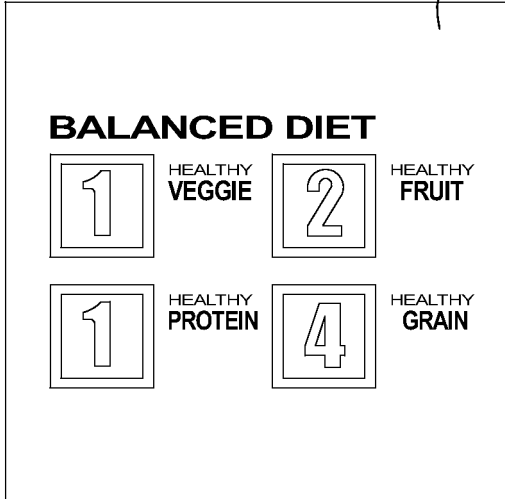 BALANCED DIET
1 HEALTHY VEGGIE
2 HEALTHY FRUIT
1 HEALTHY PROTEIN
4 HEALTHY GRAIN